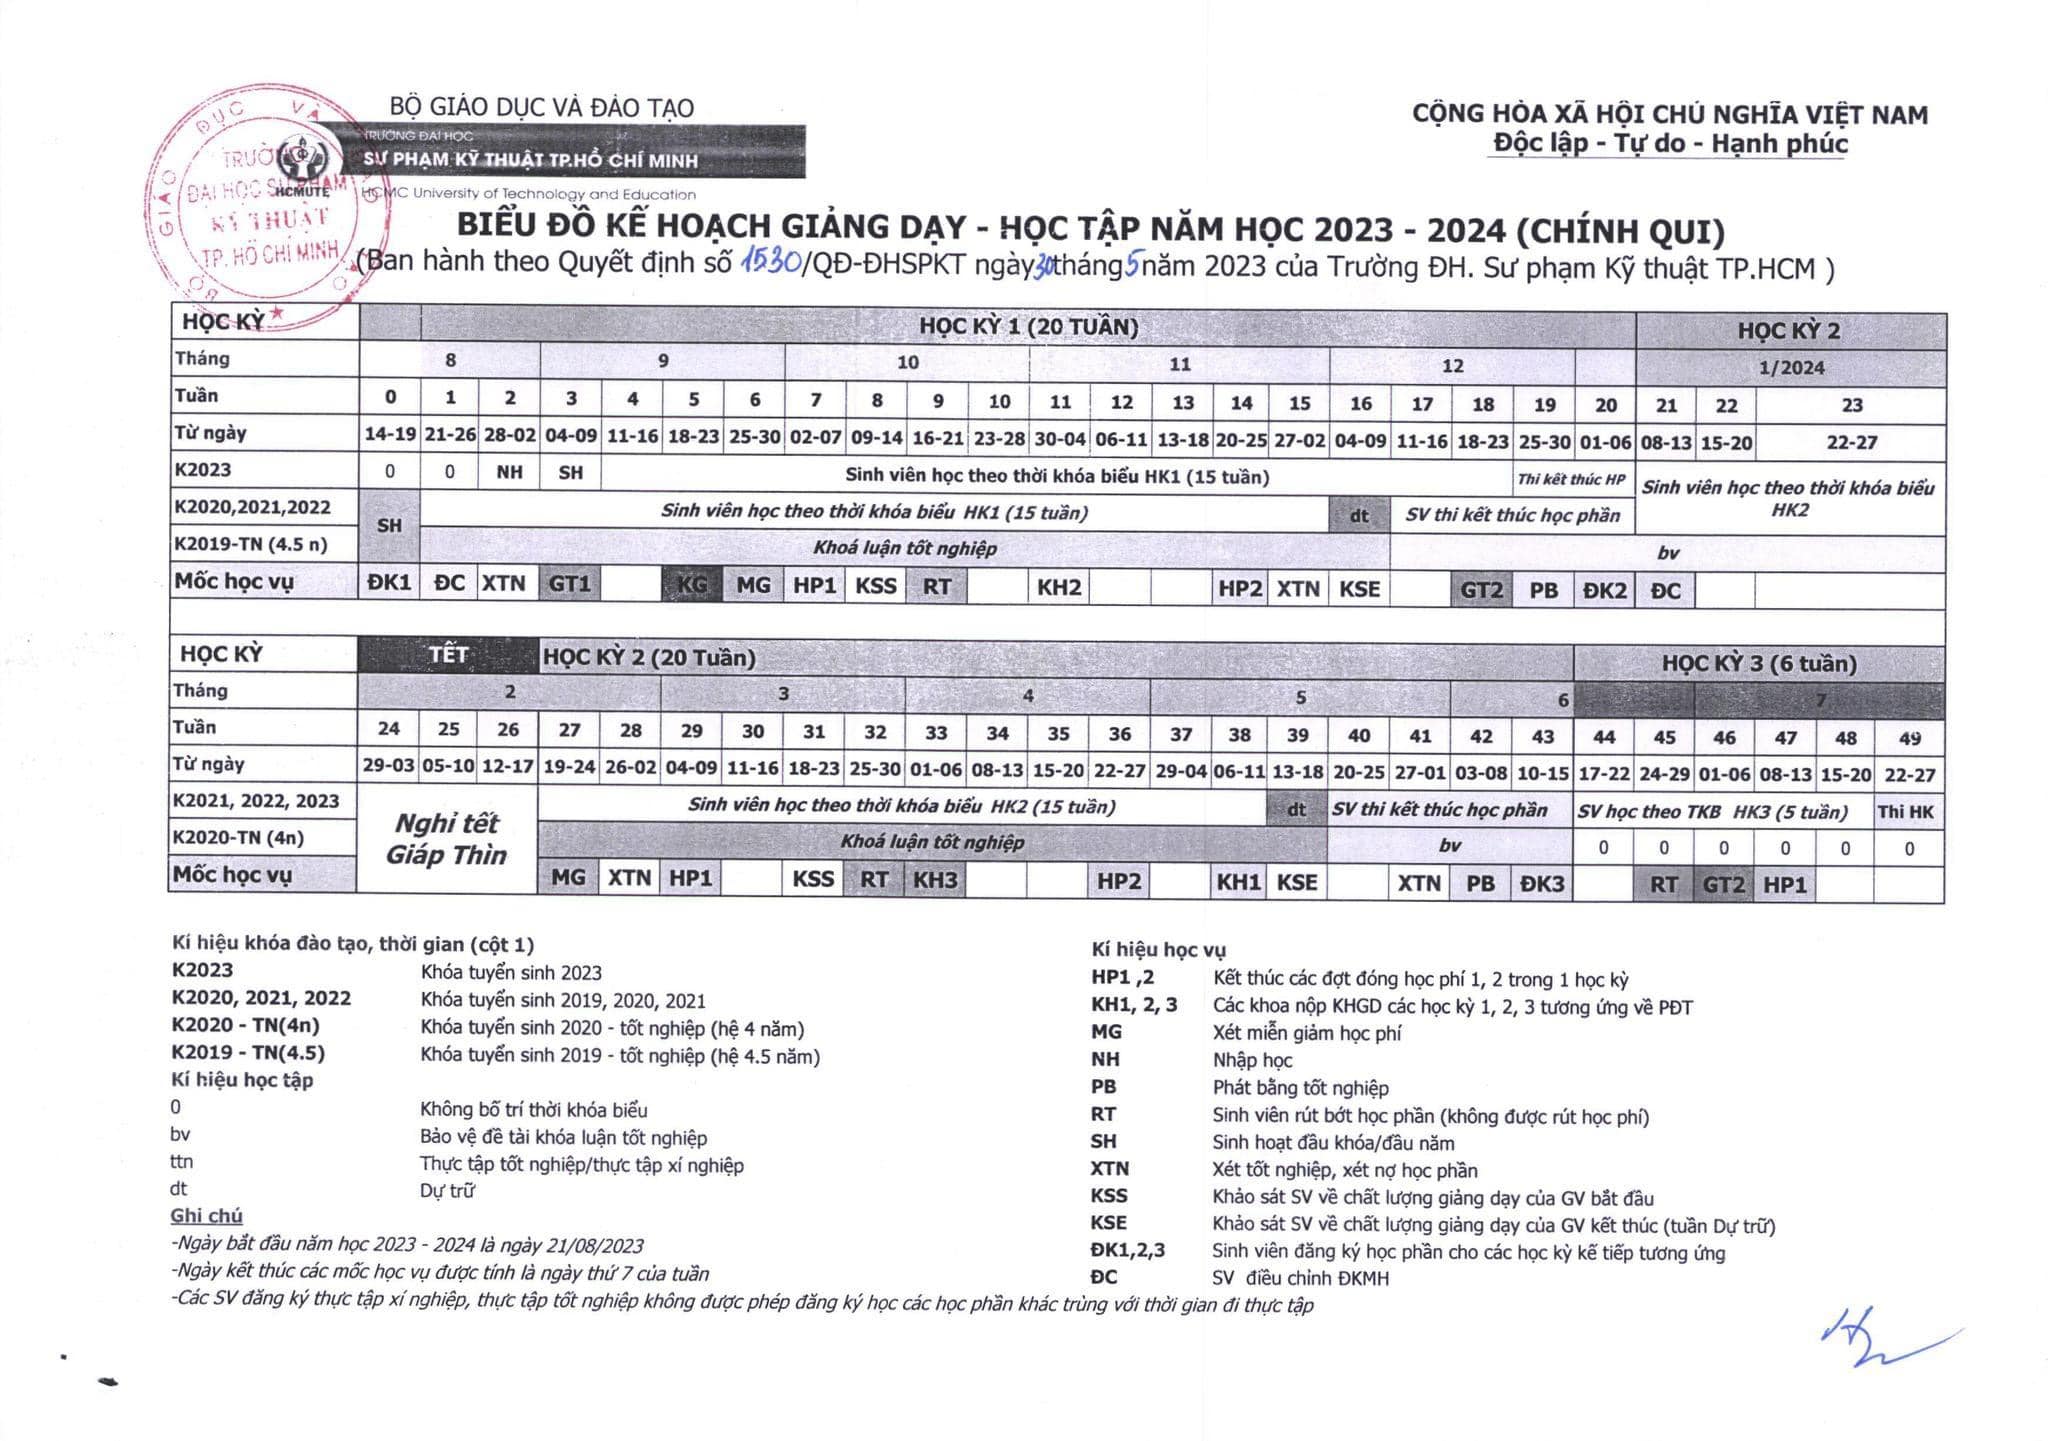 BỘ GIÁO DỤC VÀ ĐÀO TẠO
TRƯỜNG ĐẠI HỌC
SƯ PHẠM KỸ THUẬT TP.HỒ CHÍ MINH
HCMC University of Technology and Education
HCMUTE
BỘ GIÁO DỤC VÀ ĐÀO TẠO
TRƯỜNG
ĐẠI HỌC SƯ PHẠM
KỸ THUẬT
TP. HỒ CHÍ MINH
CỘNG HÒA XÃ HỘI CHỦ NGHĨA VIỆT NAM
Độc lập - Tự do - Hạnh phúc
BIỂU ĐỒ KẾ HOẠCH GIẢNG DẠY - HỌC TẬP NĂM HỌC 2023 - 2024 (CHÍNH QUI)
(Ban hành theo Quyết định số 1530/QĐ-ĐHSPKT ngày 30 tháng 5 năm 2023 của Trường ĐH. Sư phạm Kỹ thuật TP.HCM )
HỌC KỲ HỌC KỲ 1 (20 TUẦN) HỌC KỲ 2
Tháng 8 9 10 11 12 1/2024
Tuần 0 1 2 3 4 5 6 7 8 9 10 11 12 13 14 15 16 17 18 19 20 21 22 23
Từ ngày 14-19 21-26 28-02 04-09 11-16 18-23 25-30 02-07 09-14 16-21 23-28 30-04 06-11 13-18 20-25 27-02 04-09 11-16 18-23 25-30 01-06 08-13 15-20 22-27
K2023 0 0 NH SH Sinh viên học theo thời khóa biểu HK1 (15 tuần) Thi kết thúc HP Sinh viên học theo thời khóa biểu HK2
K2020,2021,2022 SH Sinh viên học theo thời khóa biểu HK1 (15 tuần) dt SV thi kết thúc học phần
K2019-TN (4.5 n) Khoá luận tốt nghiệp bv
Mốc học vụ ĐK1 ĐC XTN GT1 KG MG HP1 KSS RT KH2 HP2 XTN KSE GT2 PB ĐK2 ĐC
HỌC KỲ TẾT HỌC KỲ 2 (20 Tuần) HỌC KỲ 3 (6 tuần)
Tháng 2 3 4 5 6 7
Tuần 24 25 26 27 28 29 30 31 32 33 34 35 36 37 38 39 40 41 42 43 44 45 46 47 48 49
Từ ngày 29-03 05-10 12-17 19-24 26-02 04-09 11-16 18-23 25-30 01-06 08-13 15-20 22-27 29-04 06-11 13-18 20-25 27-01 03-08 10-15 17-22 24-29 01-06 08-13 15-20 22-27
K2021, 2022, 2023 Nghỉ tết Giáp Thìn Sinh viên học theo thời khóa biểu HK2 (15 tuần) dt SV thi kết thúc học phần SV học theo TKB HK3 (5 tuần) Thi HK
K2020-TN (4n) Khoá luận tốt nghiệp bv 0 0 0 0 0 0
Mốc học vụ MG XTN HP1 KSS RT KH3 HP2 KH1 KSE XTN PB ĐK3 RT GT2 HP1
Kí hiệu khóa đào tạo, thời gian (cột 1)
K2023 Khóa tuyển sinh 2023
K2020, 2021, 2022 Khóa tuyển sinh 2019, 2020, 2021
K2020 - TN(4n) Khóa tuyển sinh 2020 - tốt nghiệp (hệ 4 năm)
K2019 - TN(4.5) Khóa tuyển sinh 2019 - tốt nghiệp (hệ 4.5 năm)
Kí hiệu học tập
0 Không bố trí thời khóa biểu
bv Bảo vệ đề tài khóa luận tốt nghiệp
ttn Thực tập tốt nghiệp/thực tập xí nghiệp
dt Dự trữ
Ghi chú
-Ngày bắt đầu năm học 2023 - 2024 là ngày 21/08/2023
-Ngày kết thúc các mốc học vụ được tính là ngày thứ 7 của tuần
-Các SV đăng ký thực tập xí nghiệp, thực tập tốt nghiệp không được phép đăng ký học các học phần khác trùng với thời gian đi thực tập
Kí hiệu học vụ
HP1 ,2 Kết thúc các đợt đóng học phí 1, 2 trong 1 học kỳ
KH1, 2, 3 Các khoa nộp KHGD các học kỳ 1, 2, 3 tương ứng về PĐT
MG Xét miễn giảm học phí
NH Nhập học
PB Phát bằng tốt nghiệp
RT Sinh viên rút bớt học phần (không được rút học phí)
SH Sinh hoạt đầu khóa/đầu năm
XTN Xét tốt nghiệp, xét nợ học phần
KSS Khảo sát SV về chất lượng giảng dạy của GV bắt đầu
KSE Khảo sát SV về chất lượng giảng dạy của GV kết thúc (tuần Dự trữ)
ĐK1,2,3 Sinh viên đăng ký học phần cho các học kỳ kế tiếp tương ứng
ĐC SV điều chỉnh ĐKMH